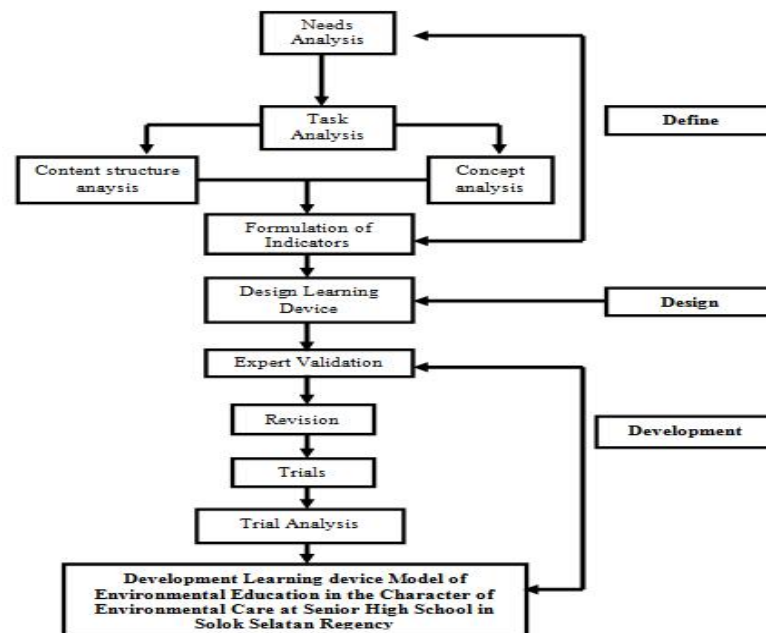 Needs
Analysis
Task
Analysis
Define
Content structure
anaysis
Concept
analysis
Formulation of
Indicators
Design Learning
Device
Design
Expert Validation
Revision
Development
Trials
Trial Analysis
Development Learning device Model of
Environmental Education in the Character of
Environmental Care at Senior High School in
Solok Selatan Regency